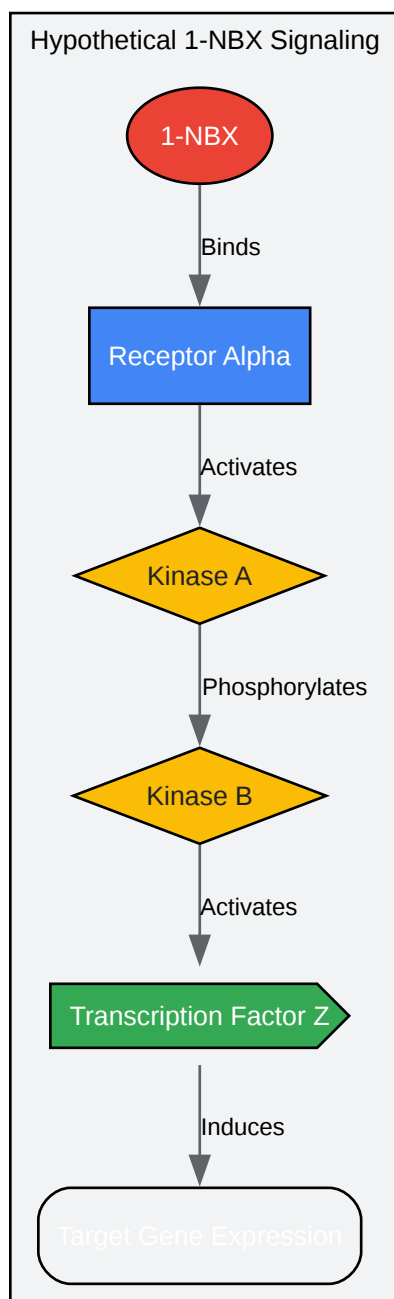 Hypothetical 1-NBX Signaling
1-NBX
Binds
Receptor Alpha
Activates
Kinase A
Phosphorylates
Kinase B
Activates
Transcription Factor Z
Induces
Target Gene Expression